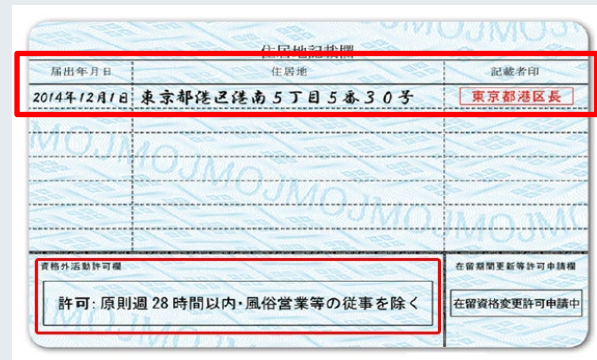 住居地記載欄
届出年月日 住居地 記載者印
2014年12月1日 東京都港区港南5丁目5番30号 東京都港区長
資格外活動許可欄 在留期間更新等許可申請欄
許可: 原則週28時間以内・風俗営業等の従事を除く 在留資格変更許可申請中
MOJMOJMOJMOJMO